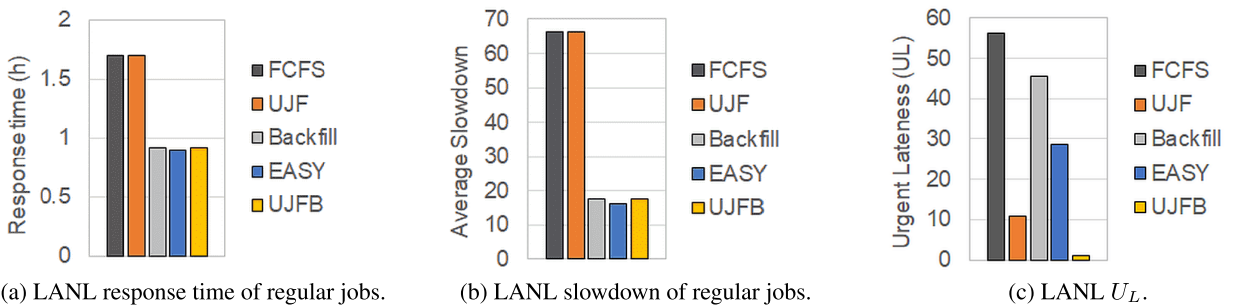 2
1.5
1
0.5
0
Response time (h)
FCFS
UJF
Backfill
EASY
UJFB
(a) LANL response time of regular jobs.
70
60
50
40
30
20
10
0
Average Slowdown
FCFS
UJF
Backfill
EASY
UJFB
(b) LANL slowdown of regular jobs.
60
50
40
30
20
10
0
Urgent Lateness (UL)
FCFS
UJF
Backfill
EASY
UJFB
(c) LANL U_L.